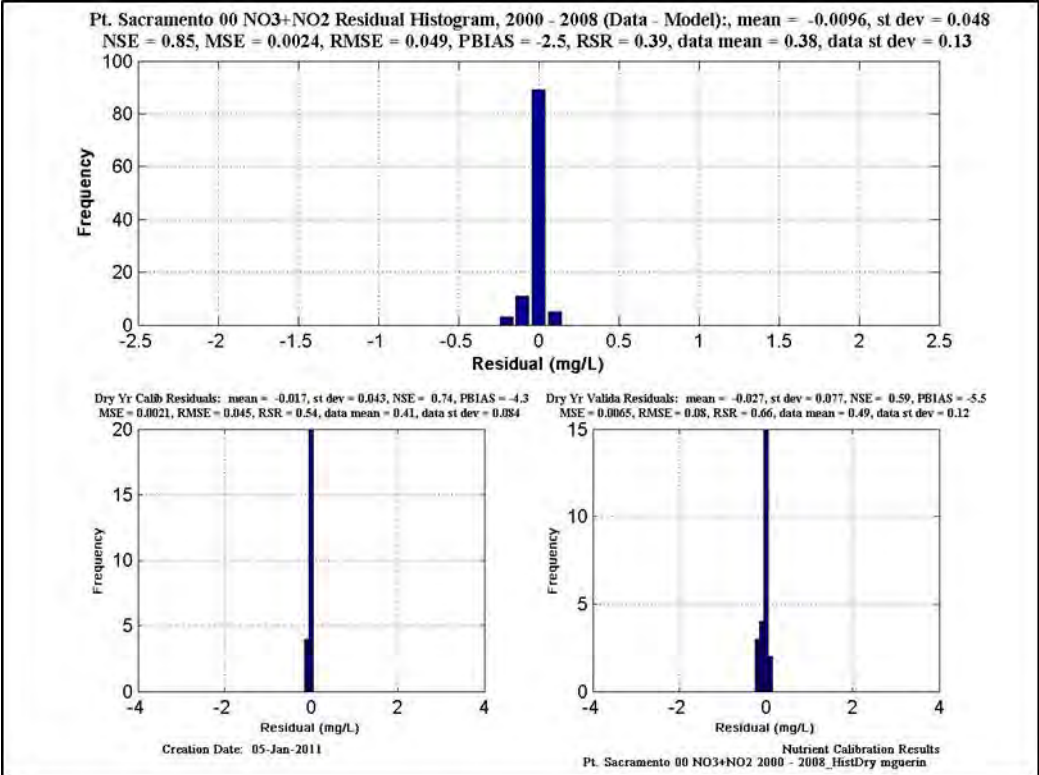 Pt. Sacramento 00 NO3+NO2 Residual Histogram, 2000 - 2008 (Data - Model):, mean = -0.0096, st dev = 0.048
NSE = 0.85, MSE = 0.0024, RMSE = 0.049, PBIAS = -2.5, RSR = 0.39, data mean = 0.38, data st dev = 0.13
100
80
60
40
20
0
Frequency
-2.5 -2 -1.5 -1 -0.5 0 0.5 1 1.5 2 2.5
Residual (mg/L)
Dry Yr Calib Residuals: mean = -0.017, st dev = 0.043, NSE = 0.74, PBIAS = -4.3
MSE = 0.0021, RMSE = 0.045, RSR = 0.54, data mean = 0.41, data st dev = 0.084
20
15
10
5
0
Frequency
-4 -2 0 2 4
Residual (mg/L)
Creation Date: 05-Jan-2011
Dry Yr Valida Residuals: mean = -0.027, st dev = 0.077, NSE = 0.59, PBIAS = -5.5
MSE = 0.0065, RMSE = 0.08, RSR = 0.66, data mean = 0.49, data st dev = 0.12
15
10
5
0
Frequency
-4 -2 0 2 4
Residual (mg/L)
Nutrient Calibration Results
Pt. Sacramento 00 NO3+NO2 2000 - 2008_HistDry mguerin